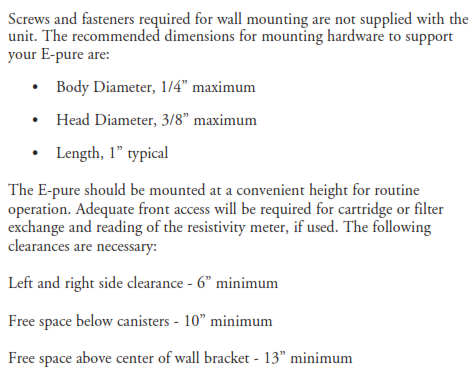 Screws and fasteners required for wall mounting are not supplied with the
unit. The recommended dimensions for mounting hardware to support
your E-pure are:
• Body Diameter, 1/4” maximum
• Head Diameter, 3/8” maximum
• Length, 1” typical
The E-pure should be mounted at a convenient height for routine
operation. Adequate front access will be required for cartridge or filter
exchange and reading of the resistivity meter, if used. The following
clearances are necessary:
Left and right side clearance - 6” minimum
Free space below canisters - 10” minimum
Free space above center of wall bracket - 13” minimum